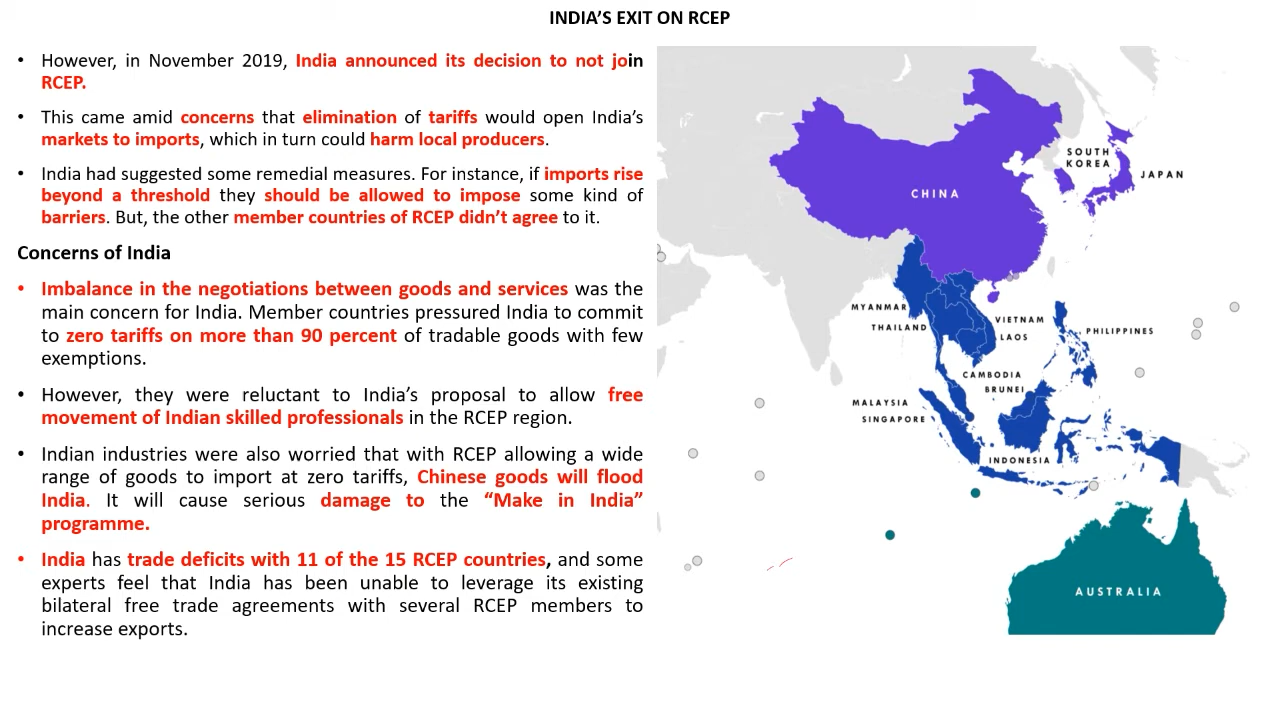 INDIA'S EXIT ON RCEP
• However, in November 2019, India announced its decision to not join
RCEP.
• This came amid concerns that elimination of tariffs would open India's
markets to imports, which in turn could harm local producers.
• India had suggested some remedial measures. For instance, if imports rise
beyond a threshold they should be allowed to impose some kind of
barriers. But, the other member countries of RCEP didn't agree to it.
Concerns of India
• Imbalance in the negotiations between goods and services was the
main concern for India. Member countries pressured India to commit
to zero tariffs on more than 90 percent of tradable goods with few
exemptions.
• However, they were reluctant to India's proposal to allow free
movement of Indian skilled professionals in the RCEP region.
• Indian industries were also worried that with RCEP allowing a wide
range of goods to import at zero tariffs, Chinese goods will flood
India. It will cause serious damage to the “Make in India”
programme.
• India has trade deficits with 11 of the 15 RCEP countries, and some
experts feel that India has been unable to leverage its existing
bilateral free trade agreements with several RCEP members to
increase exports.
SOUTH
KOREA
JAPAN
CHINA
MYANMAR
THAILAND
VIETNAM
LAOS
PHILIPPINES
CAMBODIA
BRUNEI
MALAYSIA
SINGAPORE
INDONESIA
AUSTRALIA